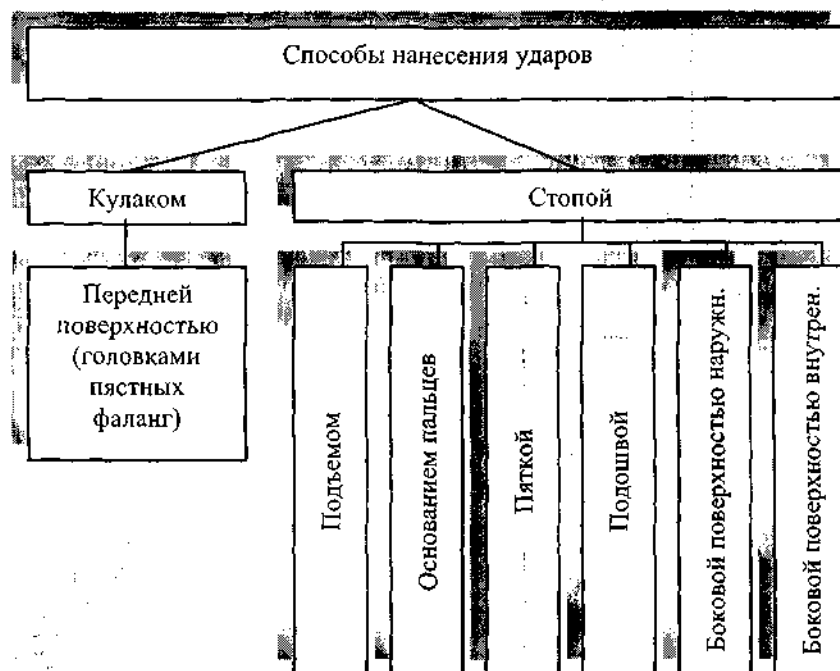 Способы нанесения ударов
Кулаком
Стопой
Передней
поверхностью
(головками
пястных
фаланг)
Подъемом
Основанием пальцев
Пяткой
Подошвой
Боковой поверхностью наружн.
Боковой поверхностью внутрен.